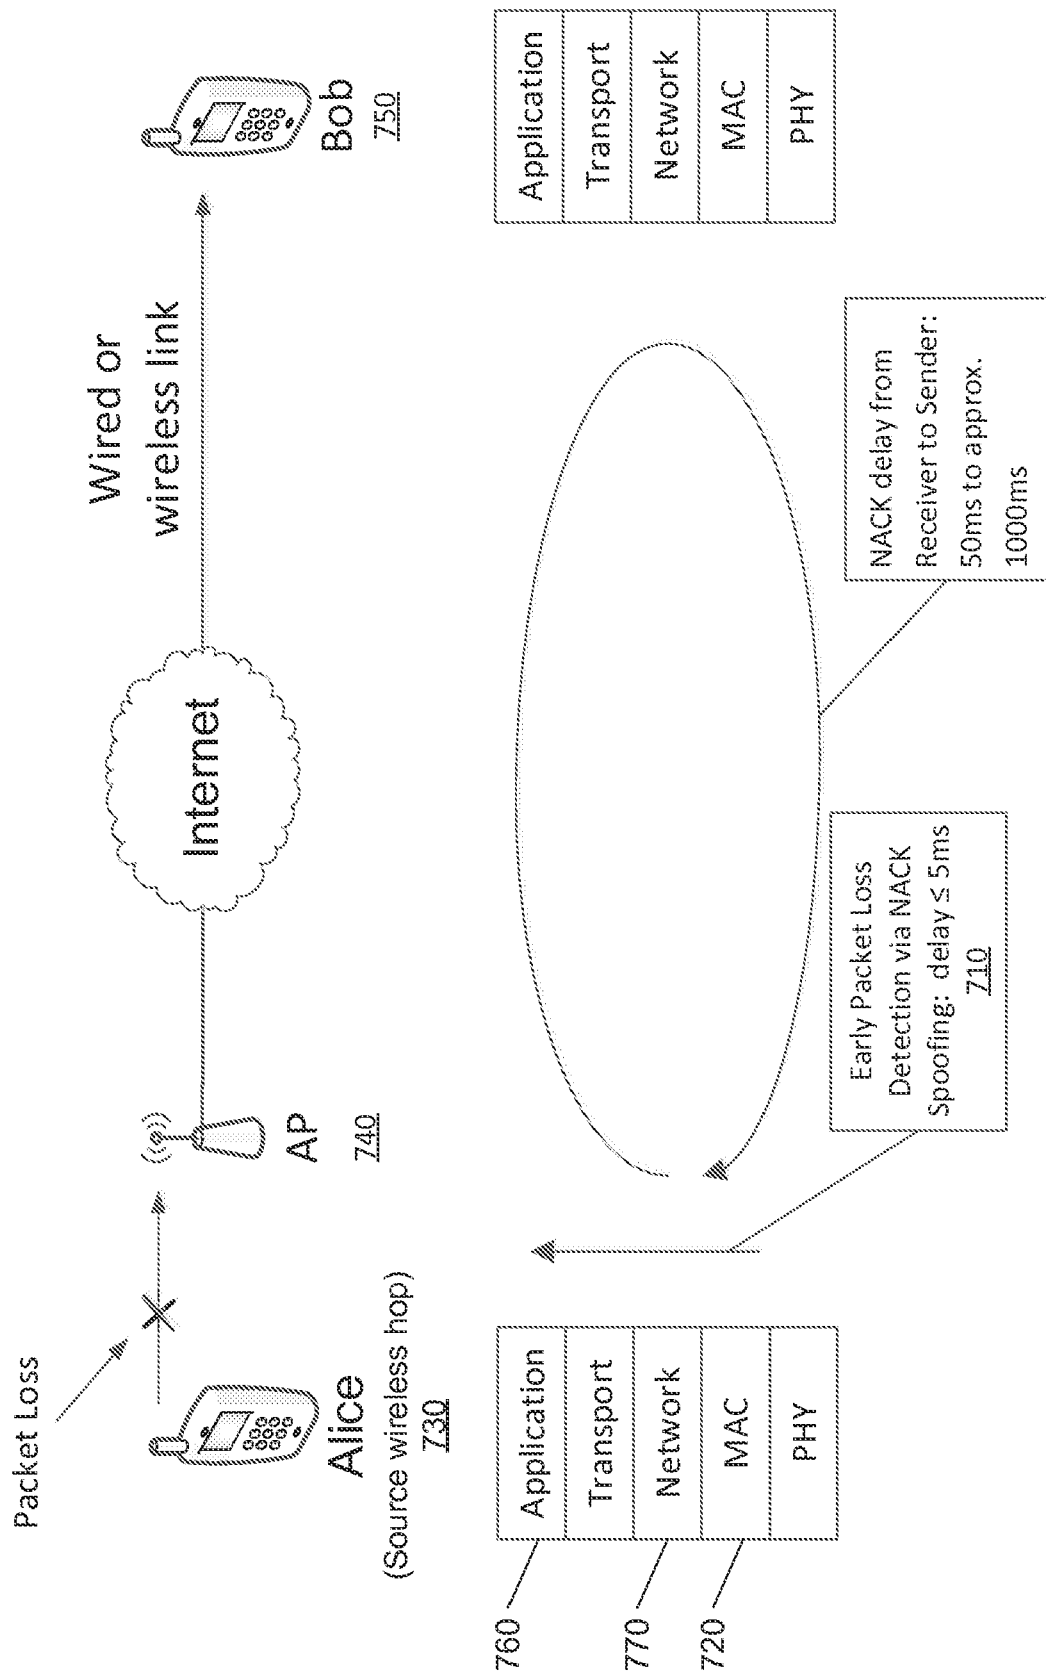 Packet Loss
Alice
(Source wireless hop)
730
AP
740
Internet
Wired or
wireless link
Bob
750
760
770
720
Application
Transport
Network
MAC
PHY
Early Packet Loss
Detection via NACK
Spoofing: delay ≤ 5ms
710
NACK delay from
Receiver to Sender:
50ms to approx.
1000ms
Application
Transport
Network
MAC
PHY